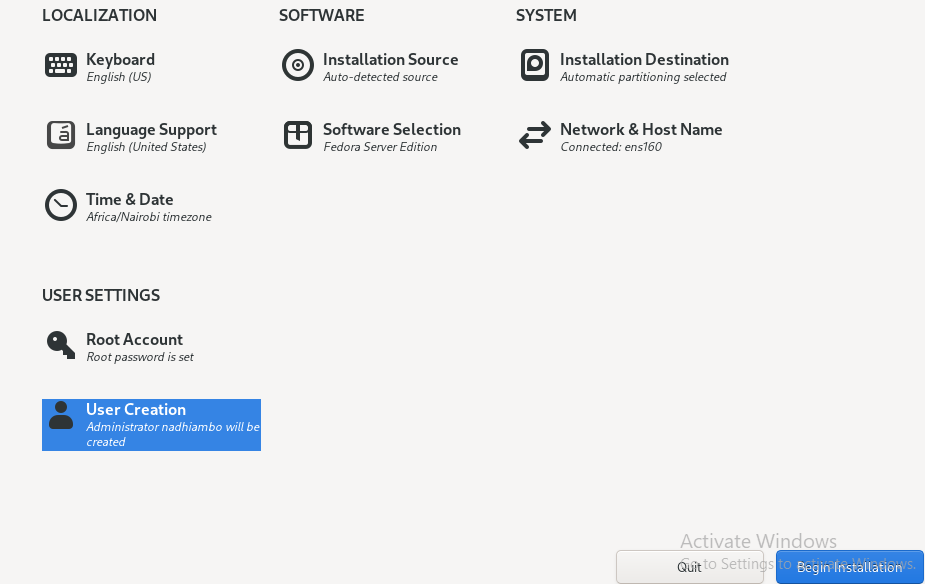 LOCALIZATION
SOFTWARE
SYSTEM
Keyboard
English (US)
Installation Source
Auto-detected source
Installation Destination
Automatic partitioning selected
Language Support
English (United States)
Software Selection
Fedora Server Edition
Network & Host Name
Connected: ens160
Time & Date
Africa/Nairobi timezone
USER SETTINGS
Root Account
Root password is set
User Creation
Administrator nadhiambo will be
created
Activate Windows
Go to Settings to activate Windows.
Quit
Begin Installation